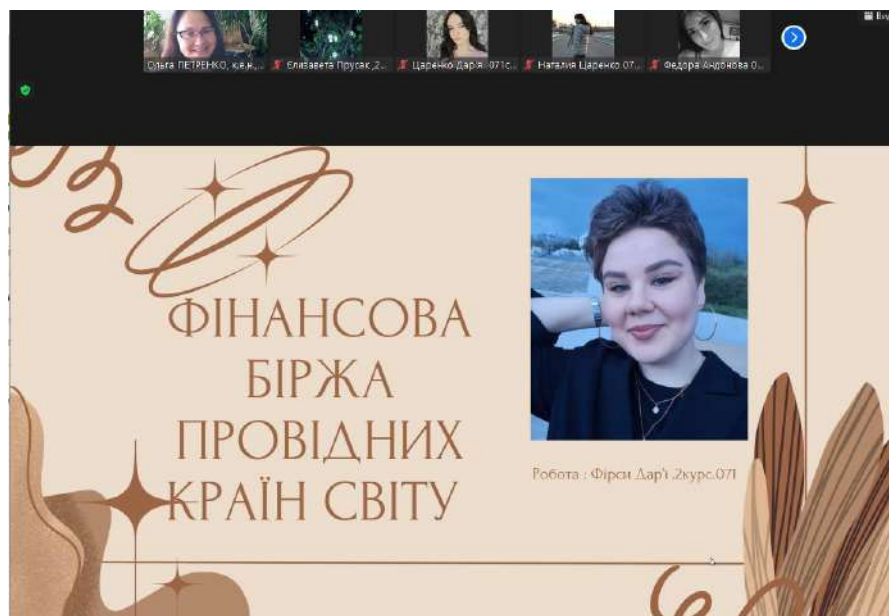 Ольга ПЕТРЕНКО, к.е.н.,...
Єлизавета Прусак ,2...
Царенко Дар'я..071с...
Наталия Царенко 07...
Федора Андонова 0...
ФІНАНСОВА
БІРЖА
ПРОВІДНИХ
КРАЇН СВІТУ
Робота : Фірси Дар'ї ,2курс.071